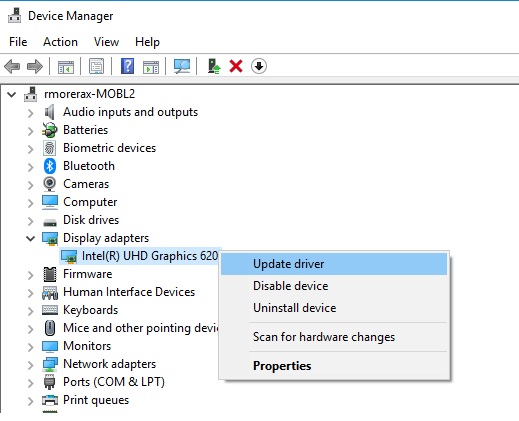 Device Manager
File Action View Help
rmorerax-MOBL2
Audio inputs and outputs
Batteries
Biometric devices
Bluetooth
Cameras
Computer
Disk drives
Display adapters
Intel(R) UHD Graphics 620
Firmware
Human Interface Devices
Keyboards
Mice and other pointing devi
Monitors
Network adapters
Ports (COM & LPT)
Print queues
Update driver
Disable device
Uninstall device
Scan for hardware changes
Properties